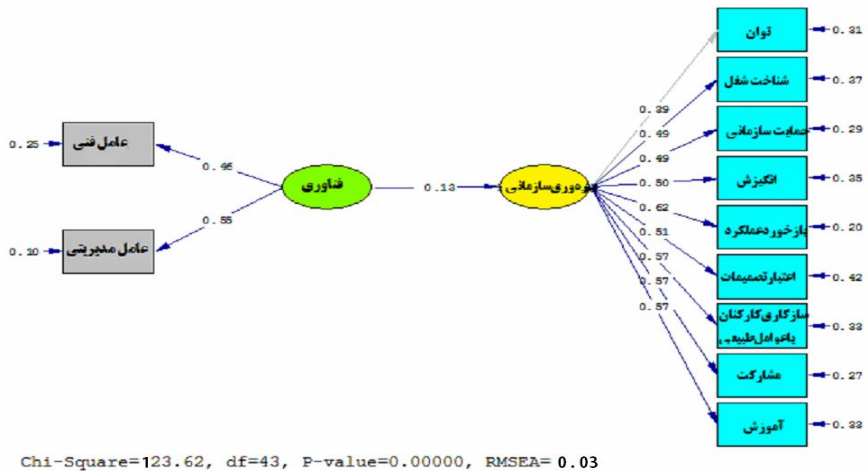 توان
0.31
شناخت شغل
0.37
0.39
حمایت سازمانی
0.29
0.49
عامل فنی
0.25
0.49
0.46
انگیزش
0.35
0.50
فناوری
0.13
بهره‌وری سازمانی
0.62
بازخورد عملکرد
0.20
0.55
0.51
عامل مدیریتی
0.10
0.57
اعتبار تصمیمات
0.42
0.57
0.57
سازگاری کارکنان
با عوامل طبیعی
0.33
مشارکت
0.27
آموزش
0.33
Chi-Square=123.62, df=43, P-value=0.00000, RMSEA= 0.03